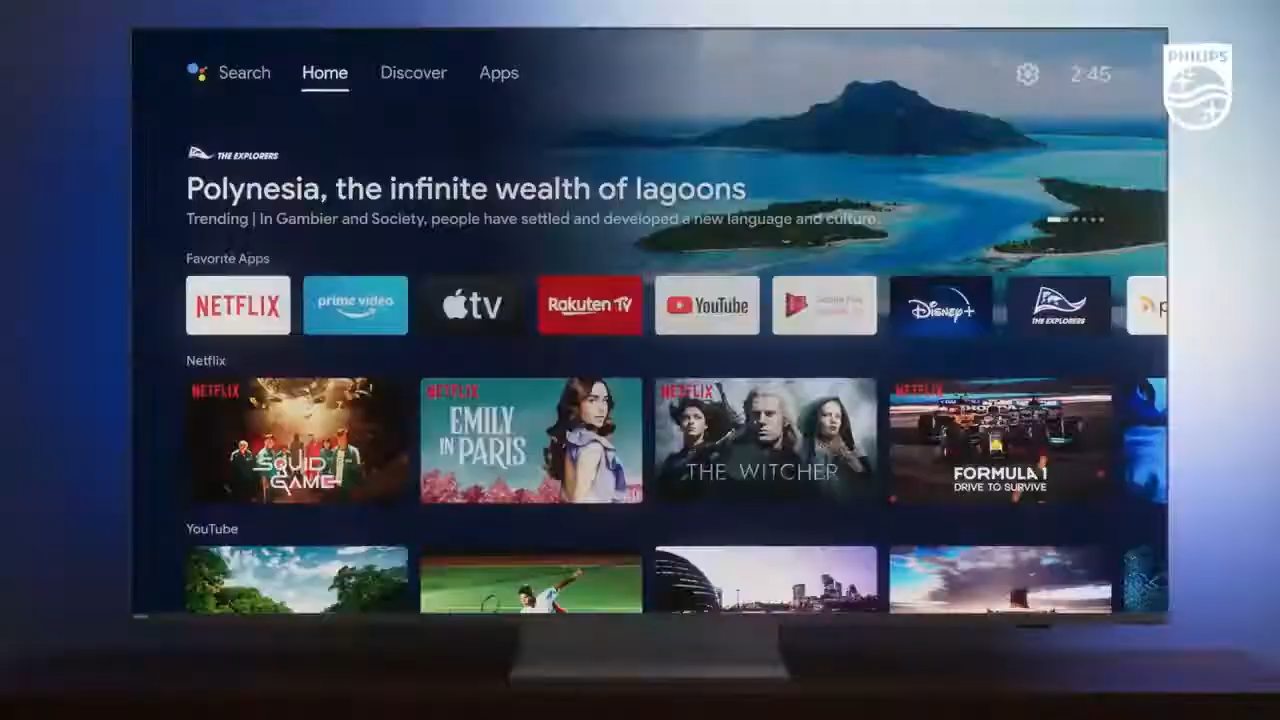 Search Home Discover Apps 2:45
PHILIPS
THE EXPLORERS
Polynesia, the infinite wealth of lagoons
Trending | In Gambier and Society, people have settled and developed a new language and culture.
Favorite Apps
NETFLIX prime video tv Rakuten TV YouTube Google Play Disney+ THE EXPLORERS P
Netflix
NETFLIX NETFLIX NETFLIX NETFLIX
SQUID GAME
EMILY IN PARIS
THE WITCHER
FORMULA 1
DRIVE TO SURVIVE
YouTube